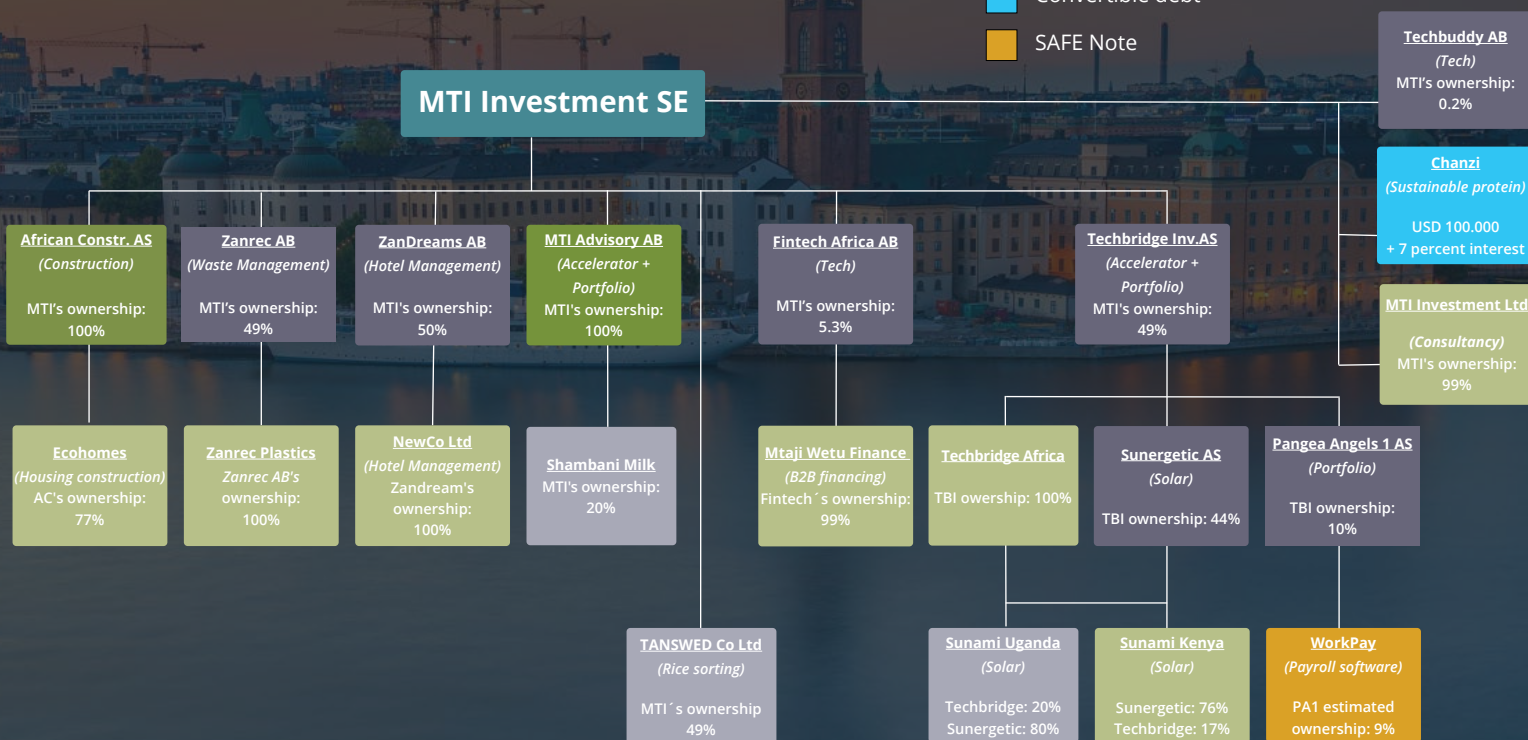 Convertible debt
SAFE Note
MTI Investment SE
Techbuddy AB
(Tech)
MTI’s ownership:
0.2%
Chanzi
(Sustainable protein)
USD 100.000
+ 7 percent interest
MTI Investment Ltd
(Consultancy)
MTI's ownership:
99%
African Constr. AS
(Construction)
MTI’s ownership:
100%
Zanrec AB
(Waste Management)
MTI’s ownership:
49%
ZanDreams AB
(Hotel Management)
MTI's ownership:
50%
MTI Advisory AB
(Accelerator +
Portfolio)
MTI's ownership:
100%
Fintech Africa AB
(Tech)
MTI’s ownership:
5.3%
Techbridge Inv.AS
(Accelerator +
Portfolio)
MTI's ownership:
49%
Ecohomes
(Housing construction)
AC's ownership:
77%
Zanrec Plastics
Zanrec AB's
ownership:
100%
NewCo Ltd
(Hotel Management)
Zandream's
ownership:
100%
Shambani Milk
MTI's ownership:
20%
Mtaji Wetu Finance
(B2B financing)
Fintech´s ownership:
99%
Techbridge Africa
TBI owership: 100%
Sunergetic AS
(Solar)
TBI ownership: 44%
Pangea Angels 1 AS
(Portfolio)
TBI ownership:
10%
TANSWED Co Ltd
(Rice sorting)
MTI´s ownership
49%
Sunami Uganda
(Solar)
Techbridge: 20%
Sunergetic: 80%
Sunami Kenya
(Solar)
Sunergetic: 76%
Techbridge: 17%
WorkPay
(Payroll software)
PA1 estimated
ownership: 9%